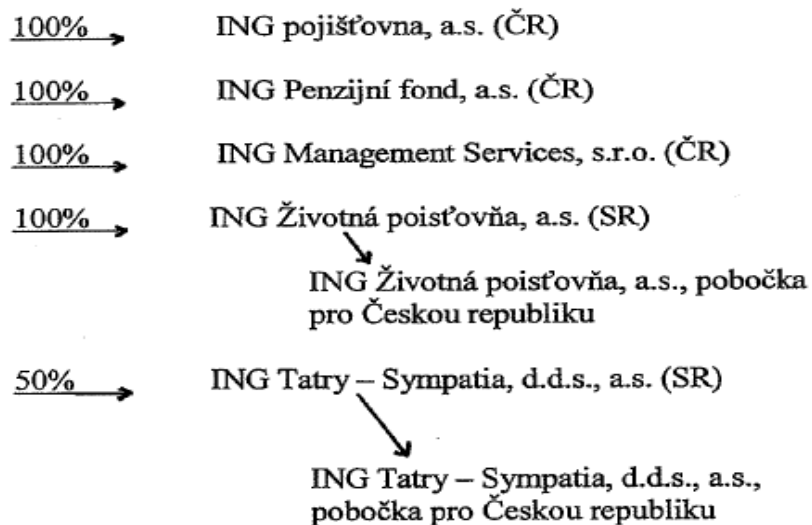 100% ING pojišťovna, a.s. (ČR)
100% ING Penzijní fond, a.s. (ČR)
100% ING Management Services, s.r.o. (ČR)
100% ING Životná poisťovňa, a.s. (SR)
ING Životná poisťovňa, a.s., pobočka
pro Českou republiku
50% ING Tatry – Sympatia, d.d.s., a.s. (SR)
ING Tatry – Sympatia, d.d.s., a.s.,
pobočka pro Českou republiku